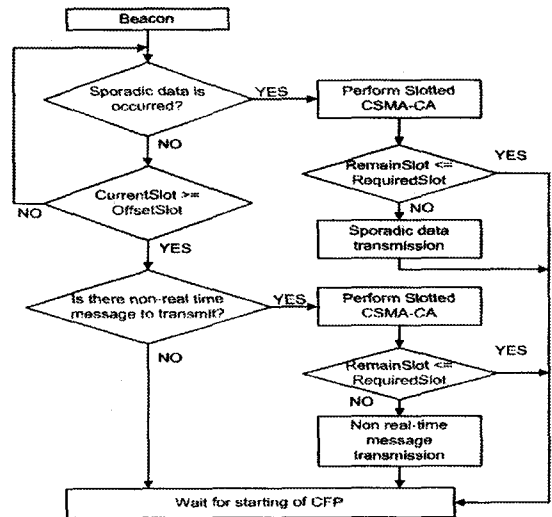 Beacon
Sporadic data is
occurred?
YES
Perform Slotted
CSMA-CA
NO
RemainSlot <=
RequiredSlot
YES
NO
CurrentSlot >=
OffsetSlot
NO
Sporadic data
transmission
YES
Is there non-real time
message to transmit?
YES
Perform Slotted
CSMA-CA
NO
RemainSlot <=
RequiredSlot
YES
NO
Non real-time
message
transmission
Wait for starting of CFP